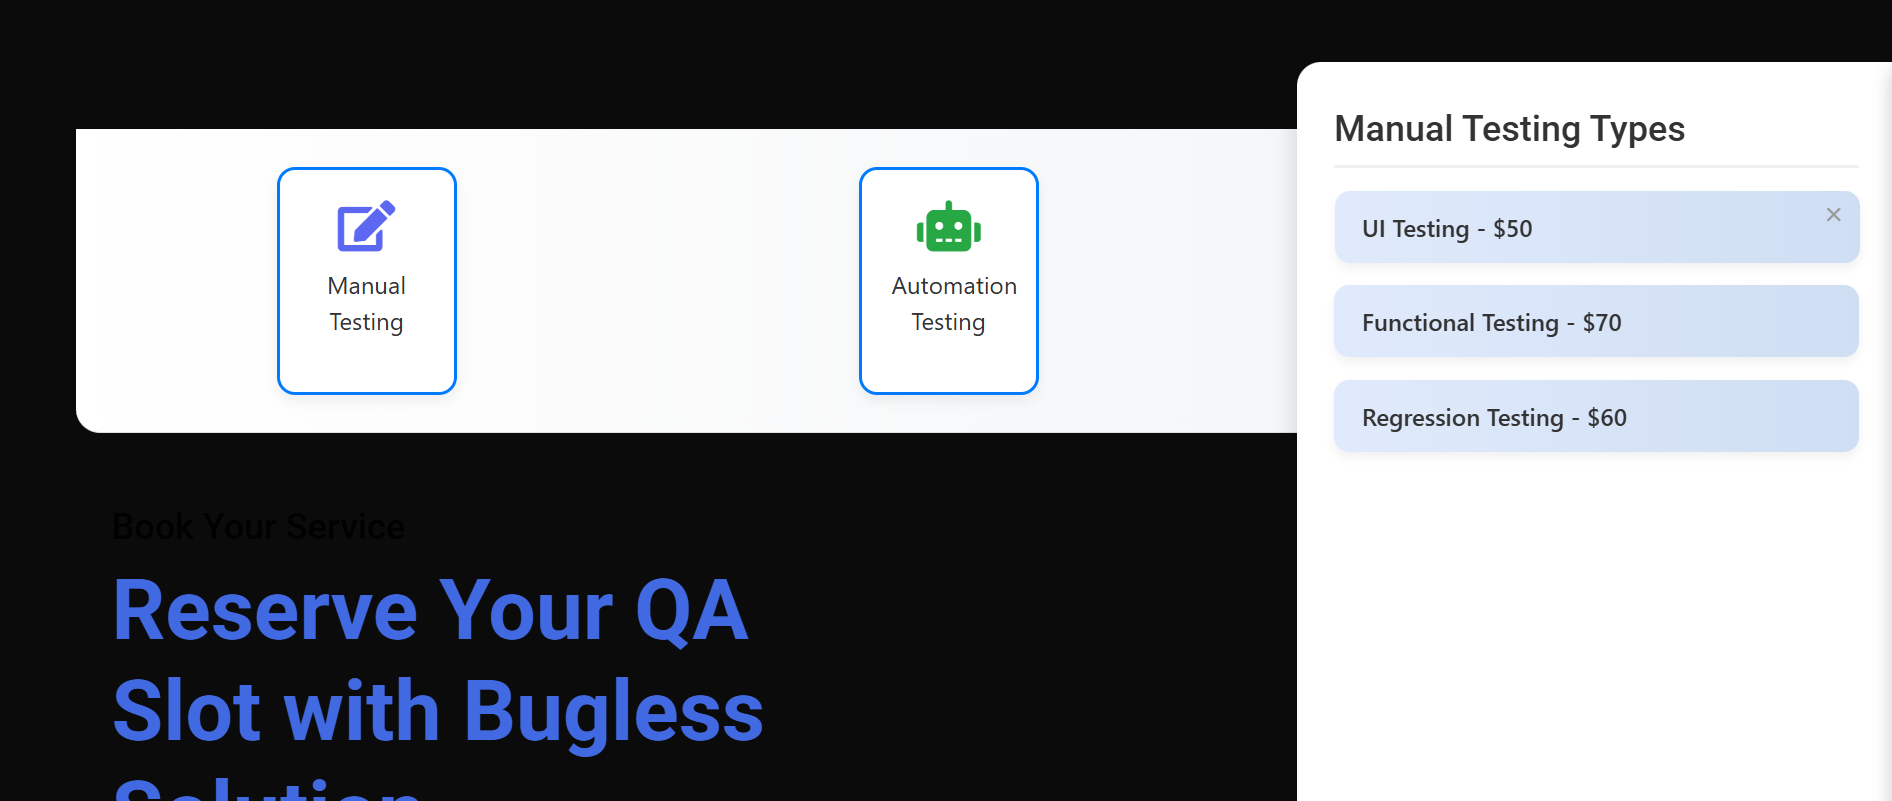 Manual
Testing
Automation
Testing
Book Your Service
Reserve Your QA
Slot with Bugless
Solution
Manual Testing Types
UI Testing - $50
×
Functional Testing - $70
Regression Testing - $60